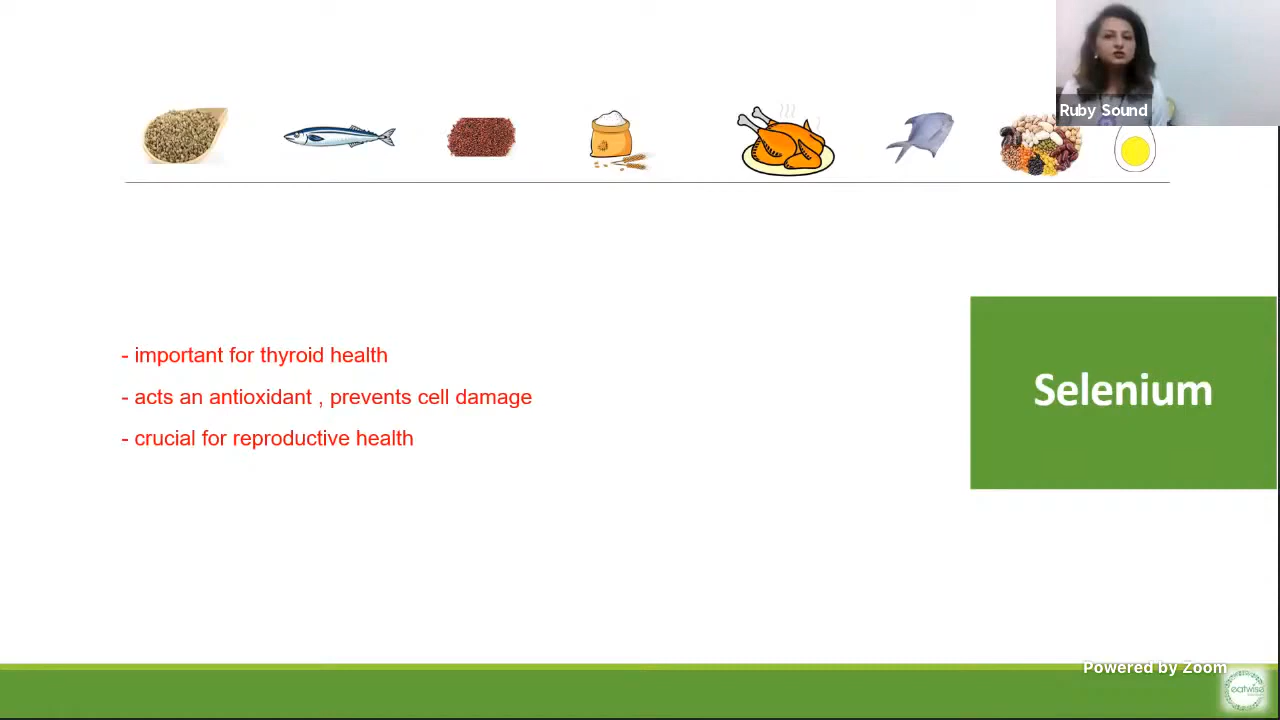 Ruby Sound
- important for thyroid health
- acts an antioxidant , prevents cell damage
- crucial for reproductive health
Selenium
Powered by Zoom
eatwise